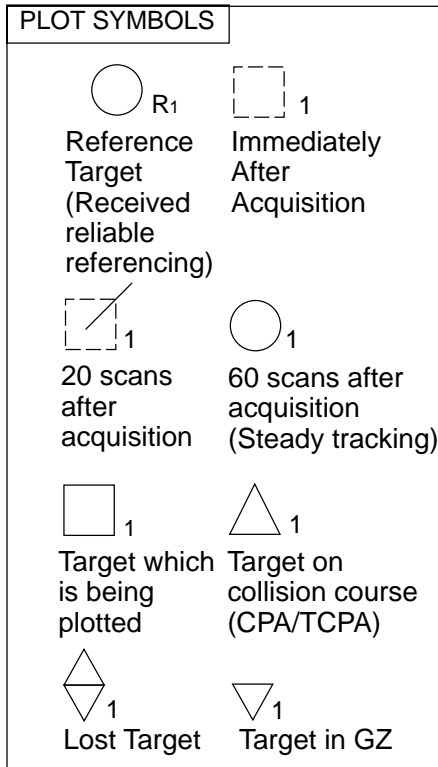 PLOT SYMBOLS
R1
Reference
Target
(Received
reliable
referencing)
1
Immediately
After
Acquisition
1
20 scans
after
acquisition
1
60 scans after
acquisition
(Steady tracking)
1
Target which
is being
plotted
1
Target on
collision course
(CPA/TCPA)
1
Lost Target
1
Target in GZ